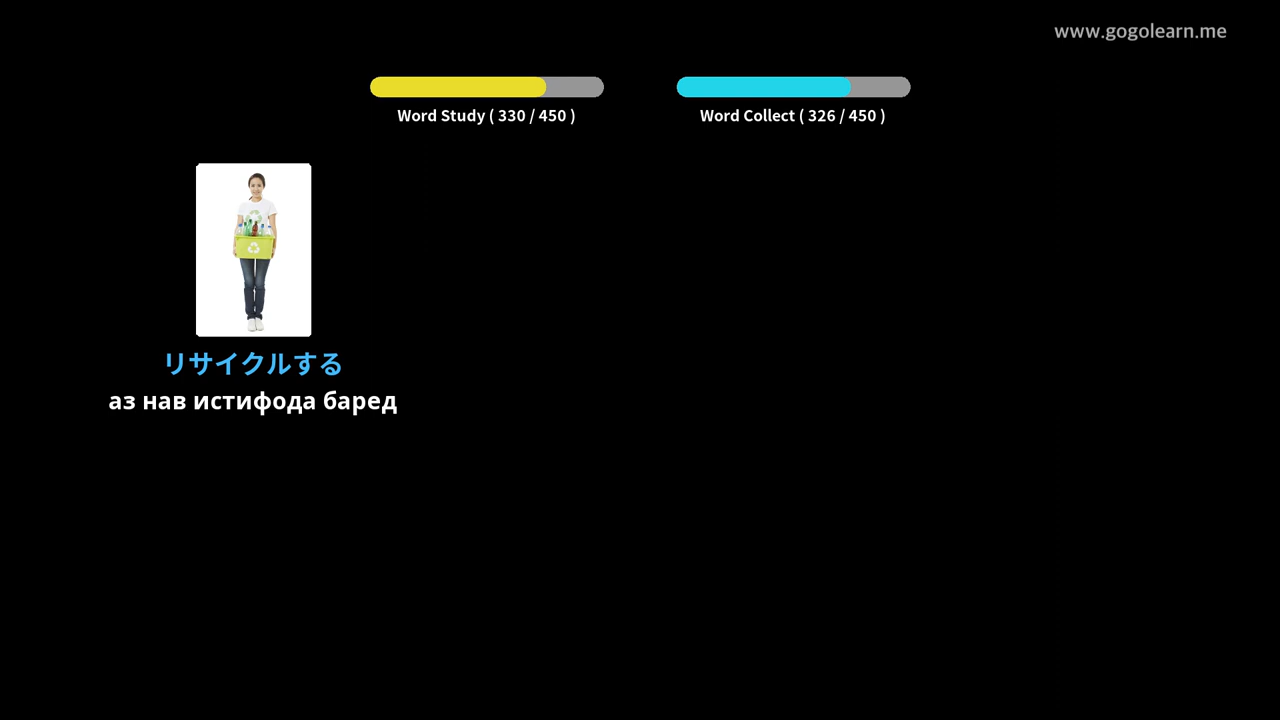 www.gogolearn.me
Word Study ( 330 / 450 )
Word Collect ( 326 / 450 )
リサイクルする
аз нав истифода баред